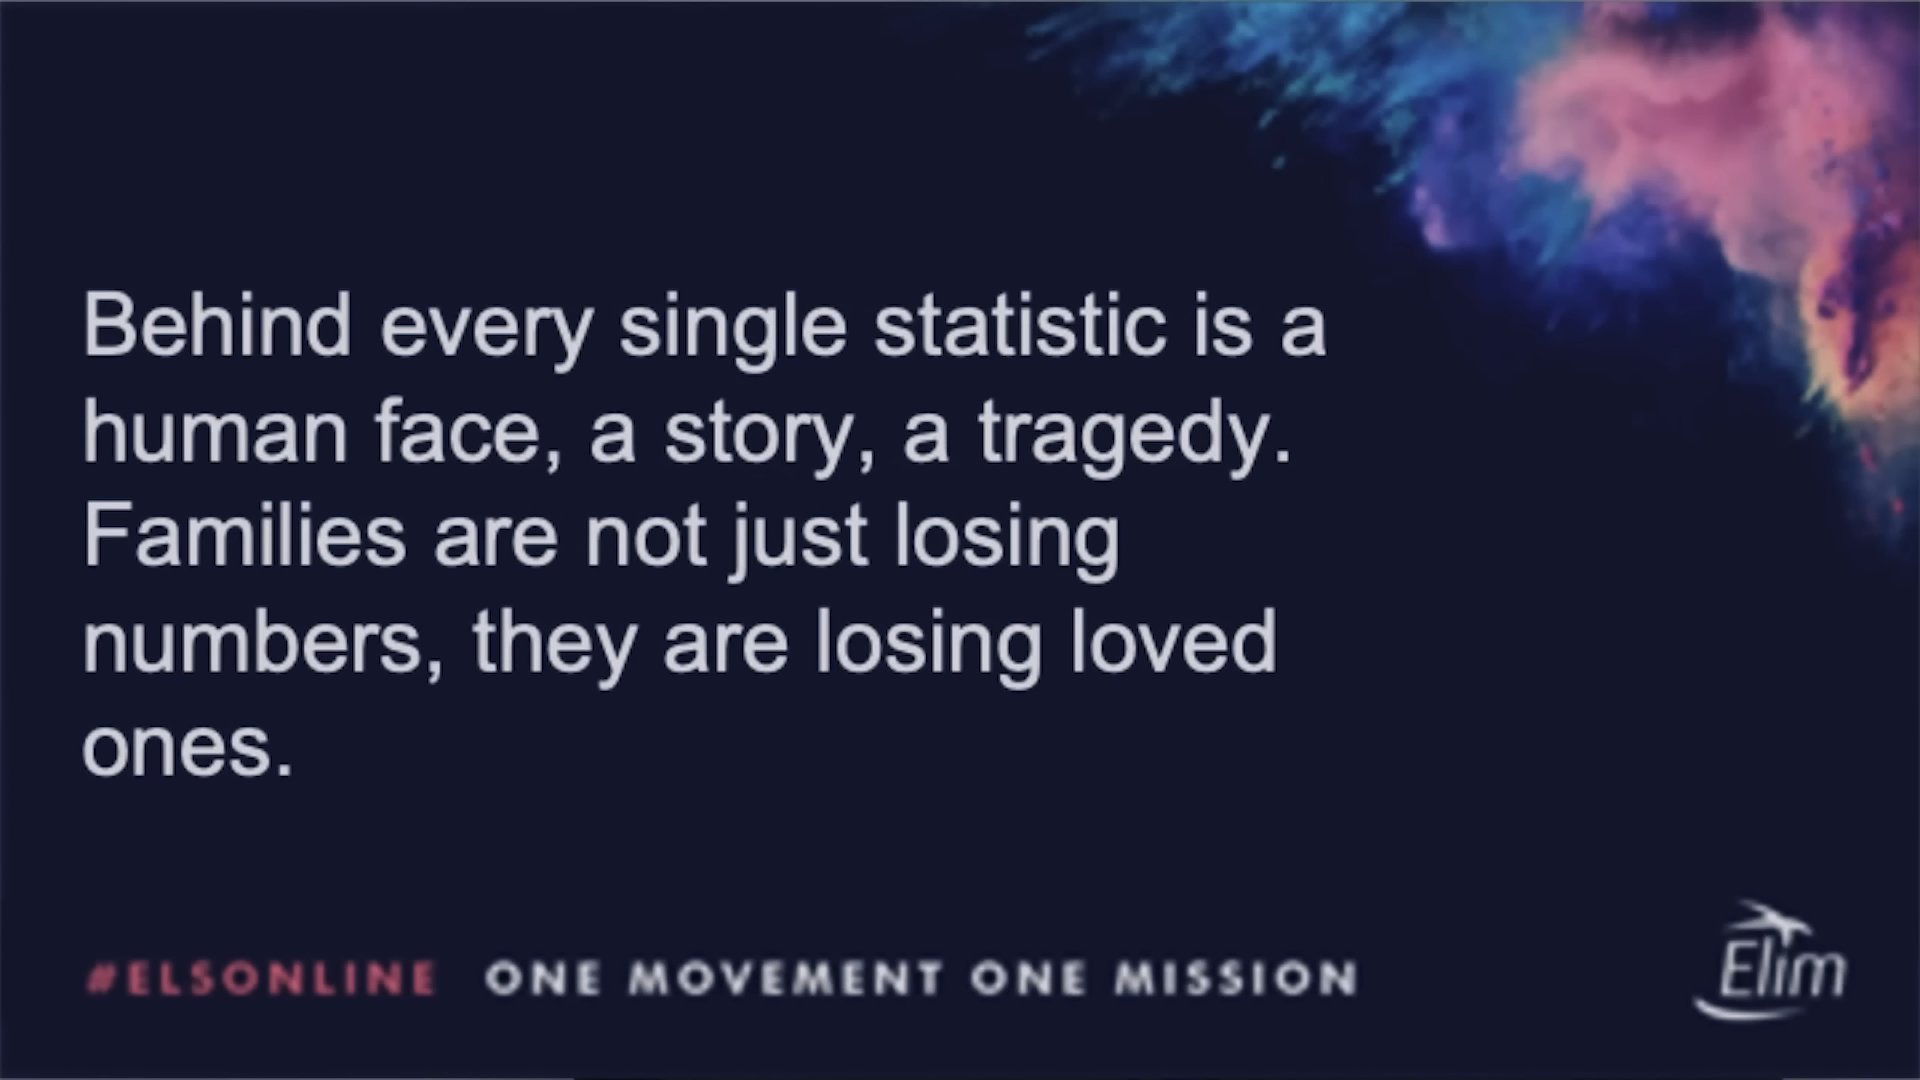 Behind every single statistic is a
human face, a story, a tragedy.
Families are not just losing
numbers, they are losing loved
ones.
#ELSONLINE ONE MOVEMENT ONE MISSION
Elim